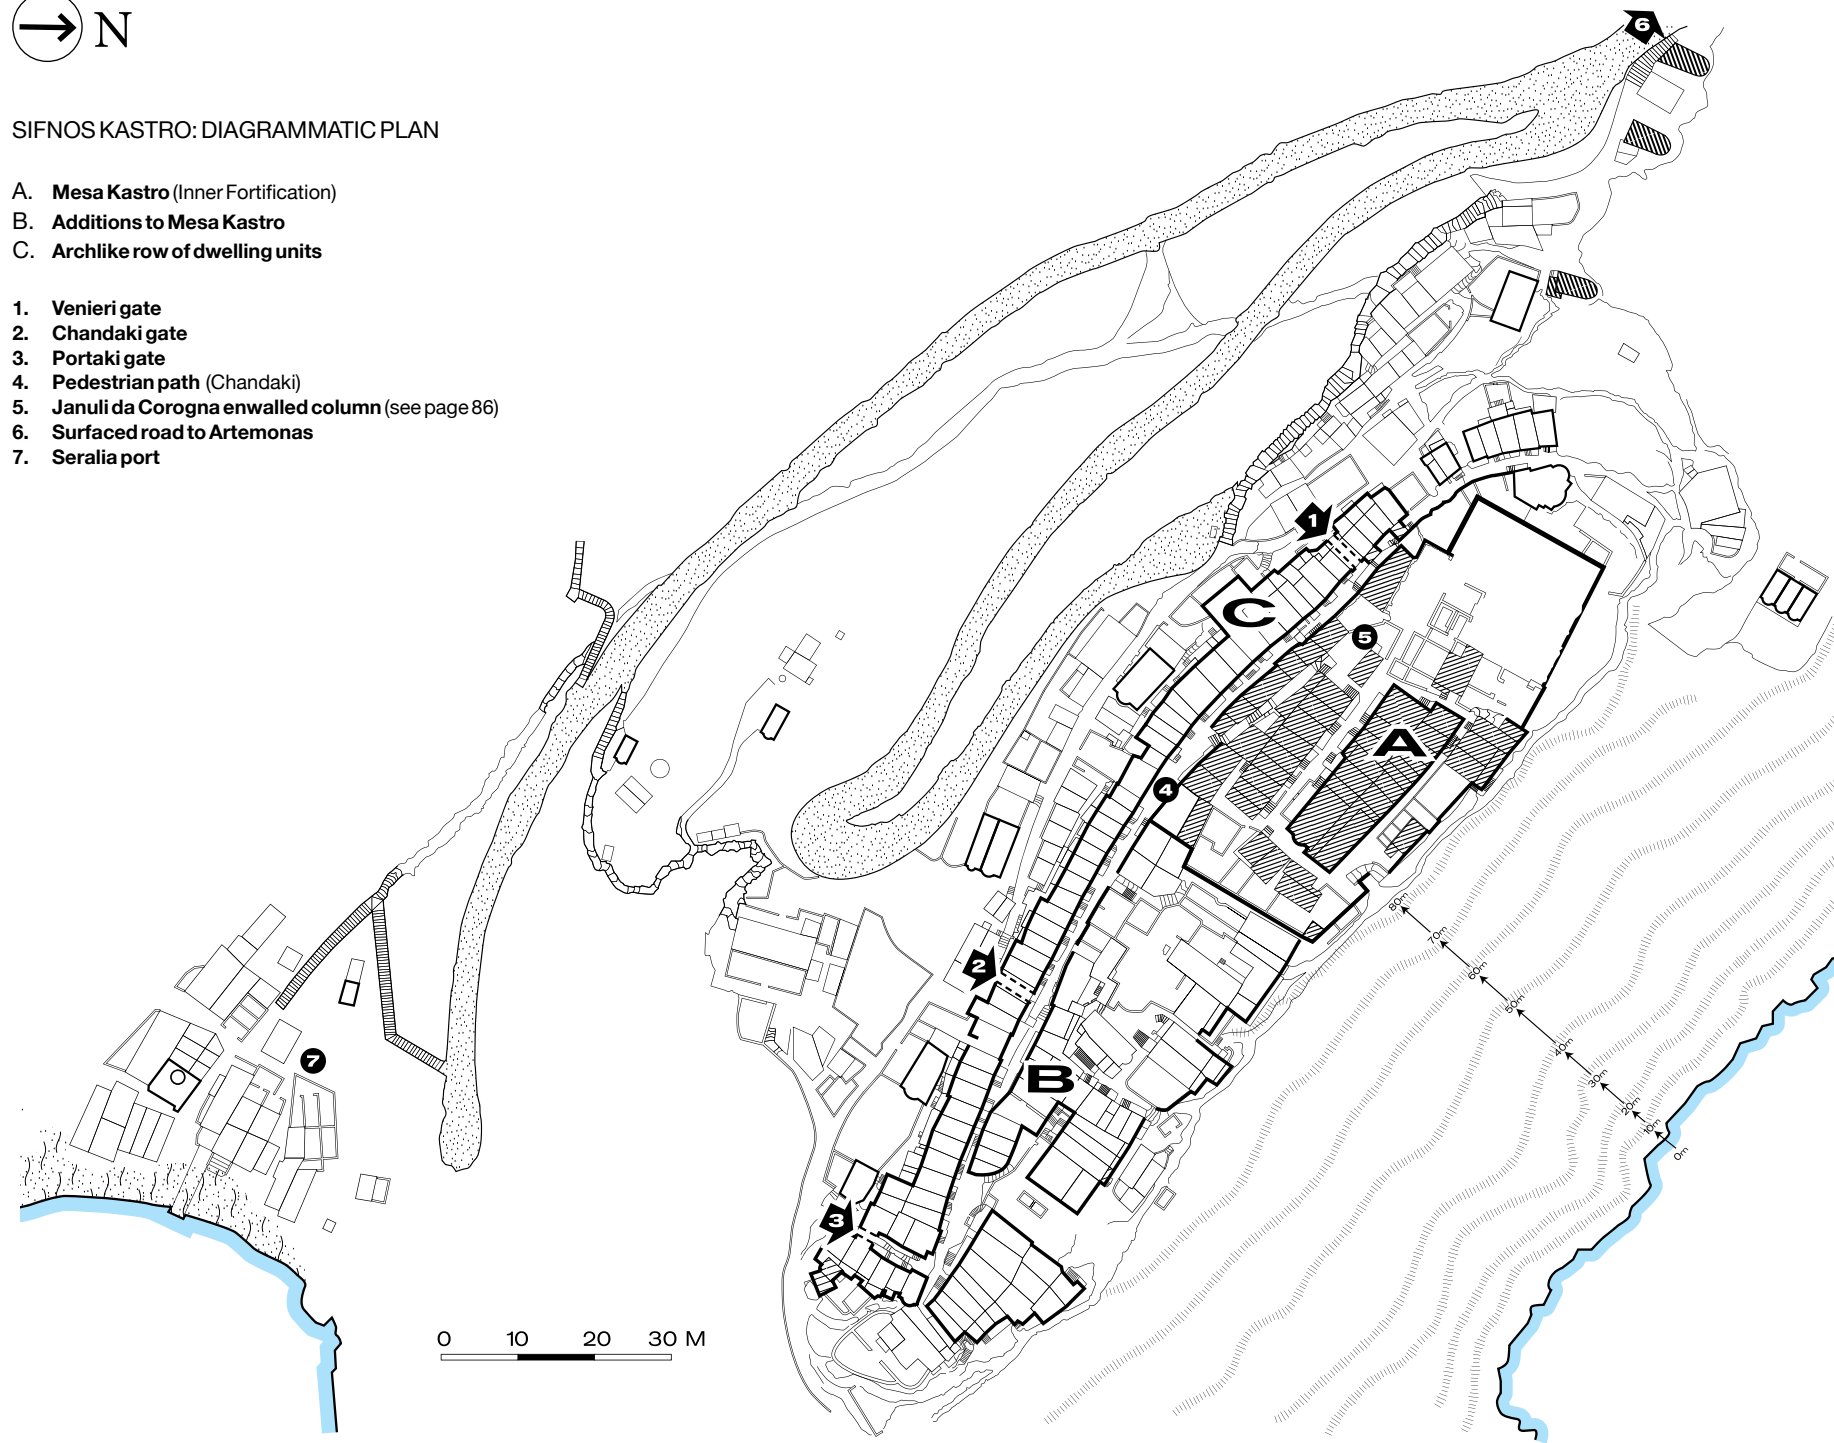 N
SIFNOS KASTRO: DIAGRAMMATIC PLAN
A. Mesa Kastro (Inner Fortification)
B. Additions to Mesa Kastro
C. Archlike row of dwelling units
1. Venieri gate
2. Chandaki gate
3. Portaki gate
4. Pedestrian path (Chandaki)
5. Januli da Corogna enwalled column (see page 86)
6. Surfaced road to Artemonas
7. Seralia port
6
1
C
5
A
4
80m
70m
60m
50m
40m
30m
20m
10m
0m
2
B
7
3
0 10 20 30 M